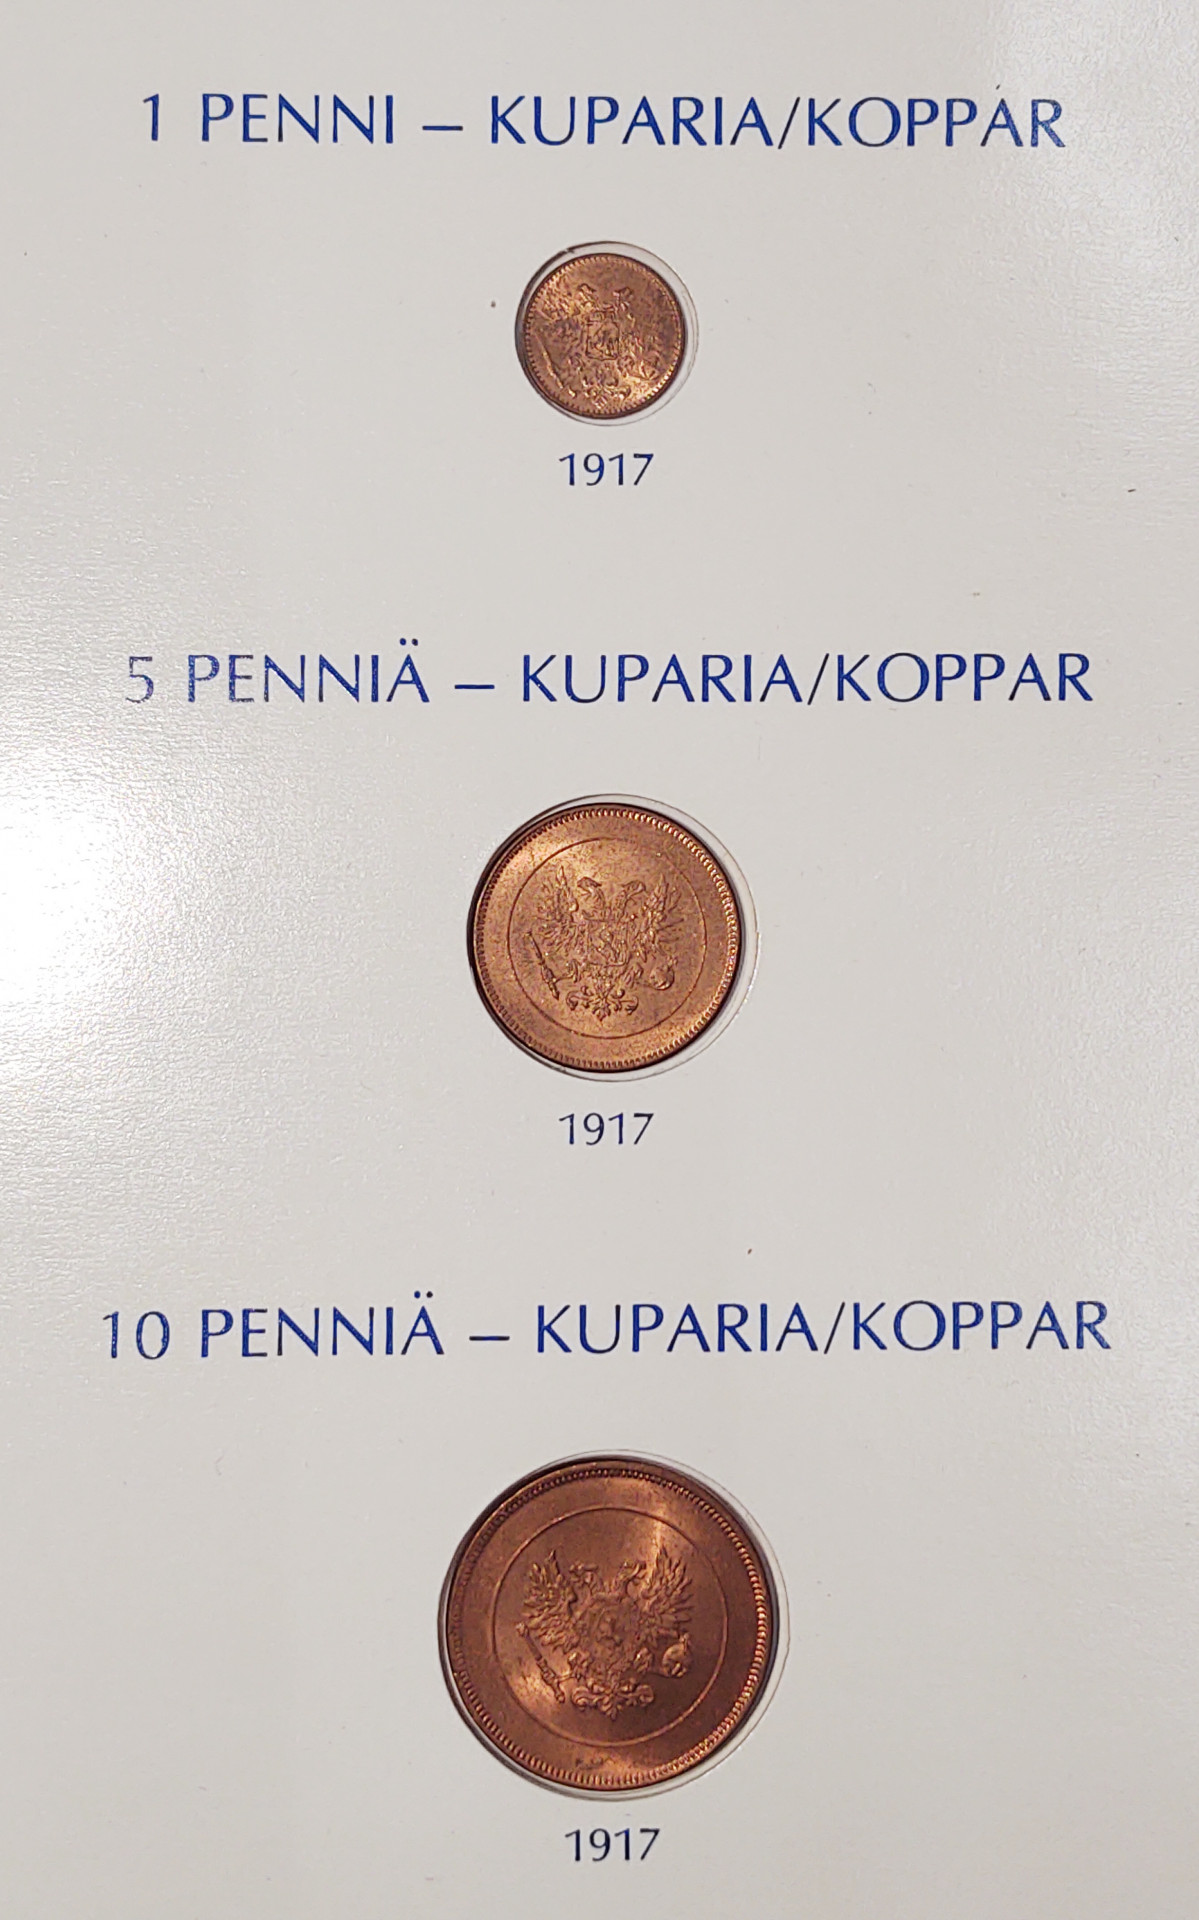 1 PENNI – KUPARIA/KOPPAR
1917
5 PENNIÄ – KUPARIA/KOPPAR
1917
10 PENNIÄ – KUPARIA/KOPPAR
1917